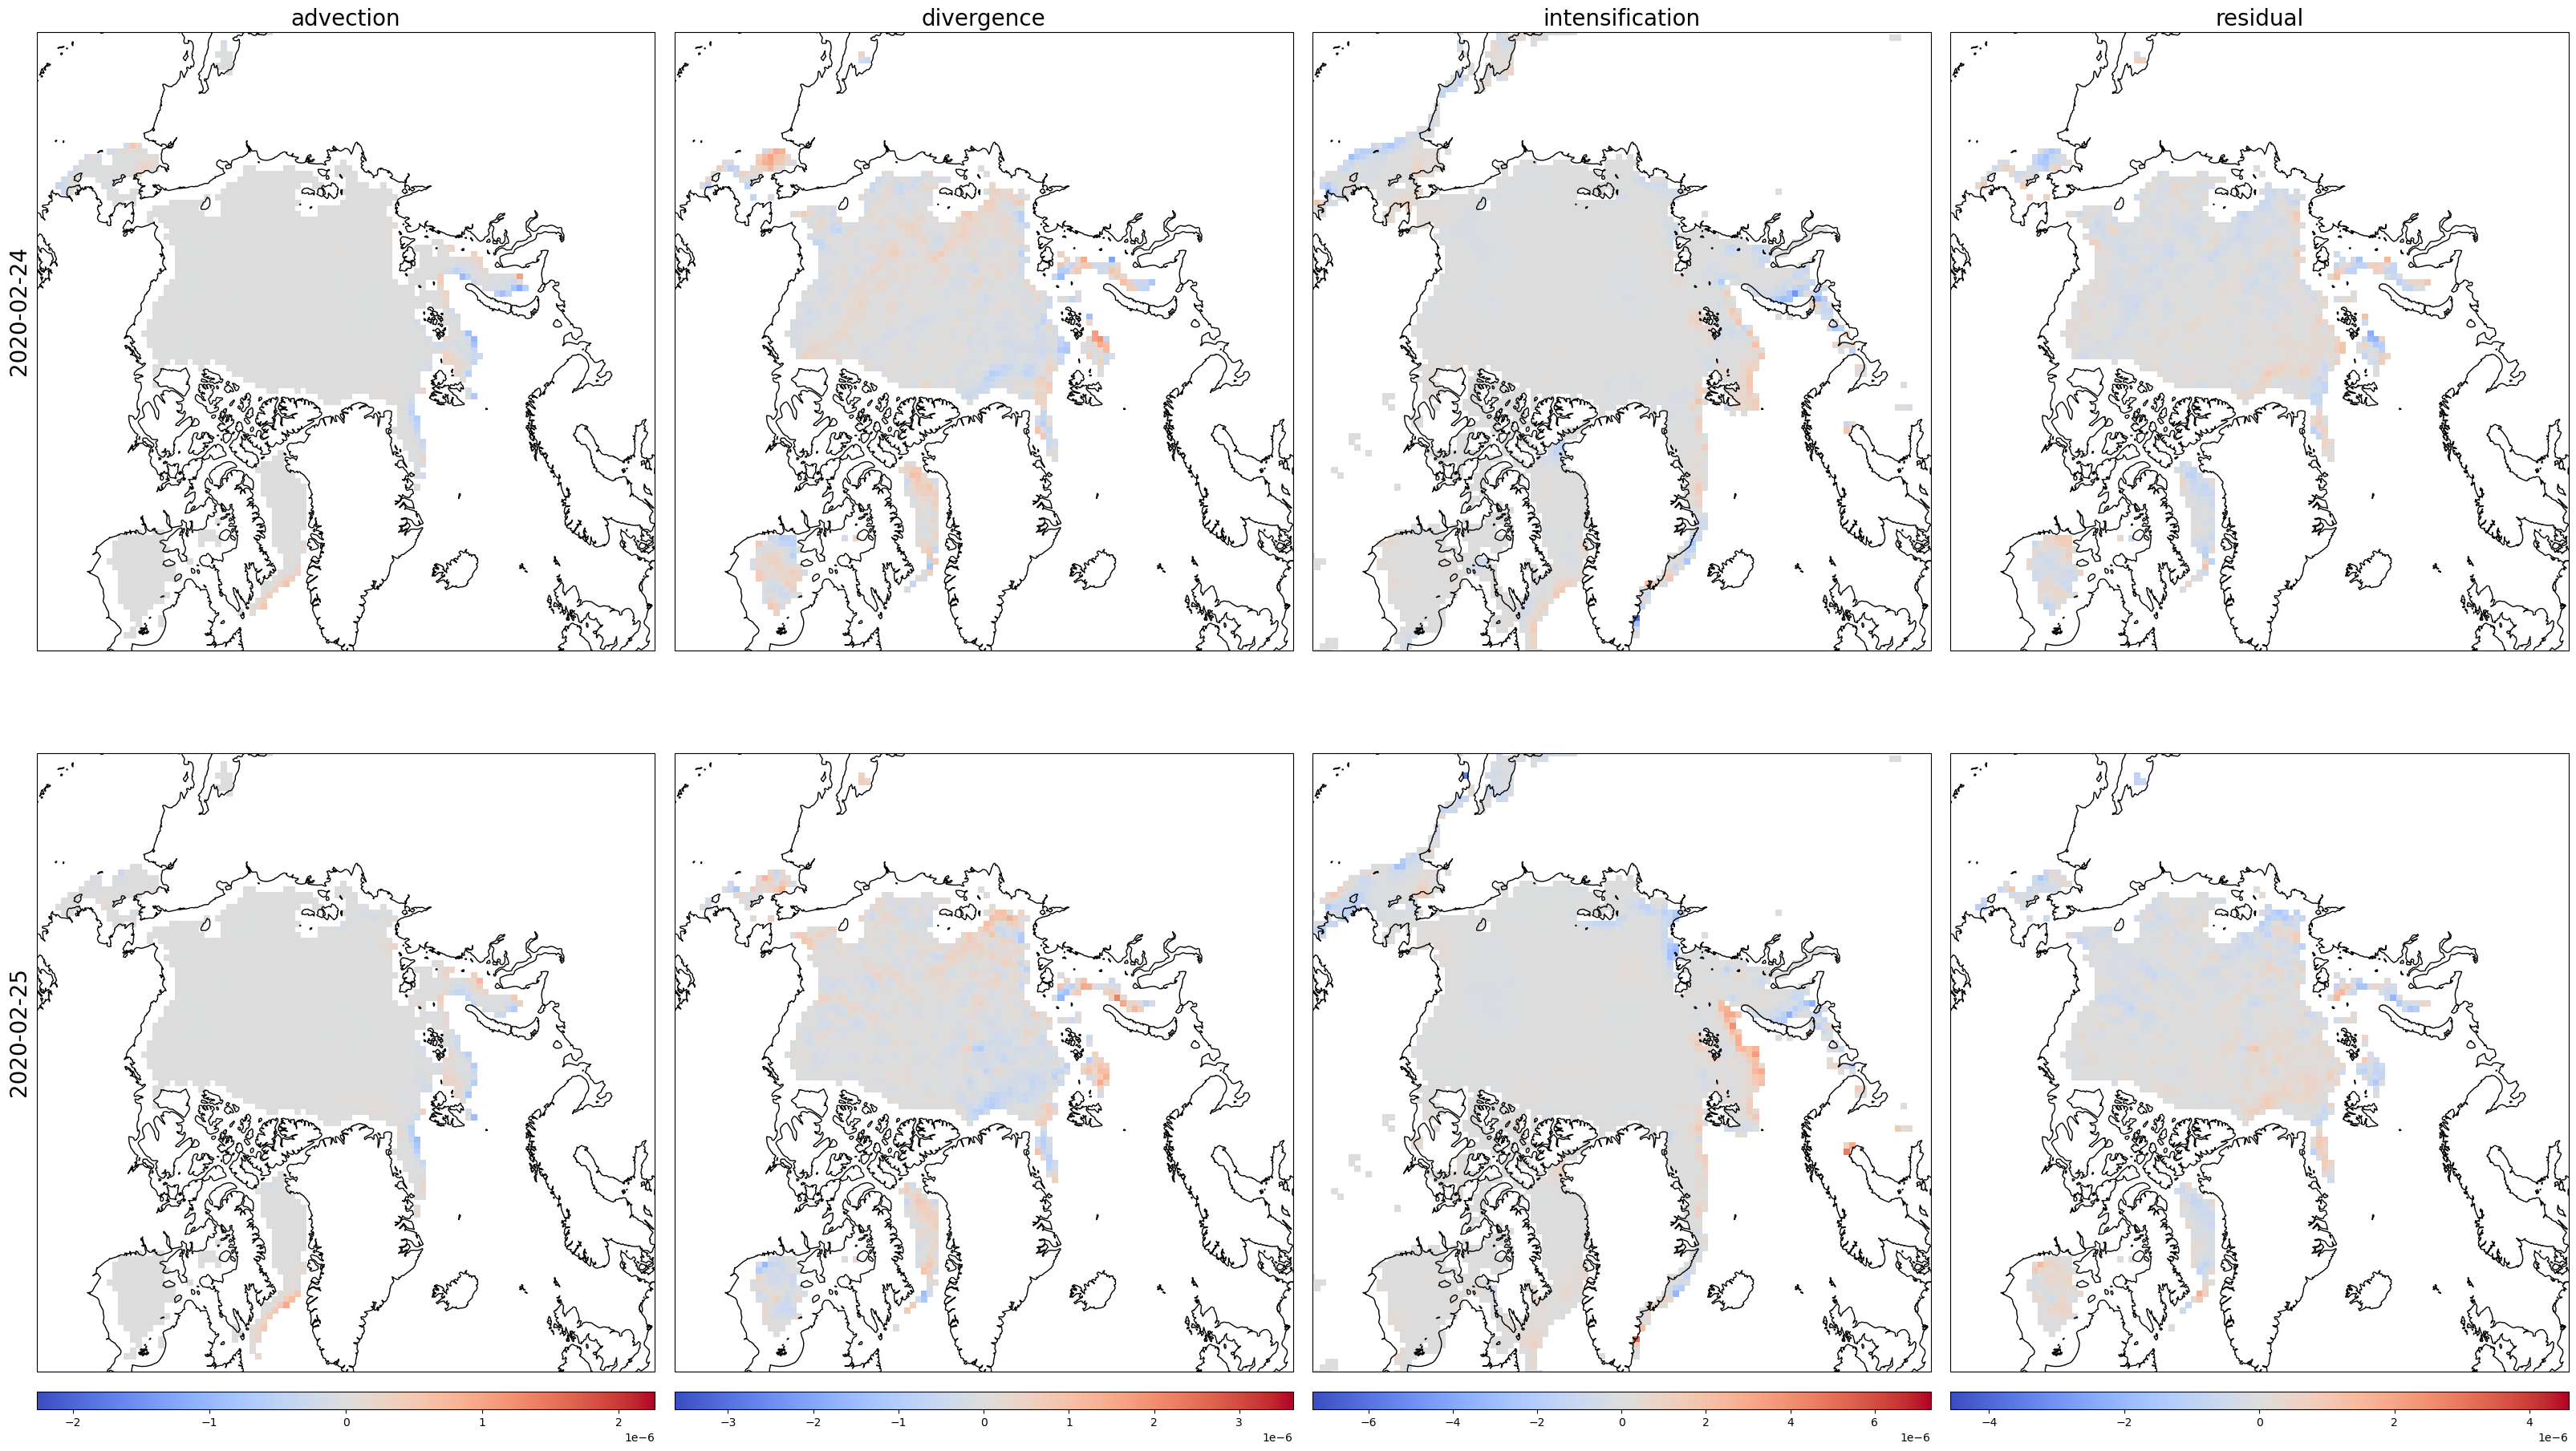 advection divergence intensification residual
2020-02-24
2020-02-25
−2 −1 0 1 2 −3 −2 −1 0 1 2 3 −6 −4 −2 0 2 4 6 −4 −2 0 2 4
1e−6 1e−6 1e−6 1e−6